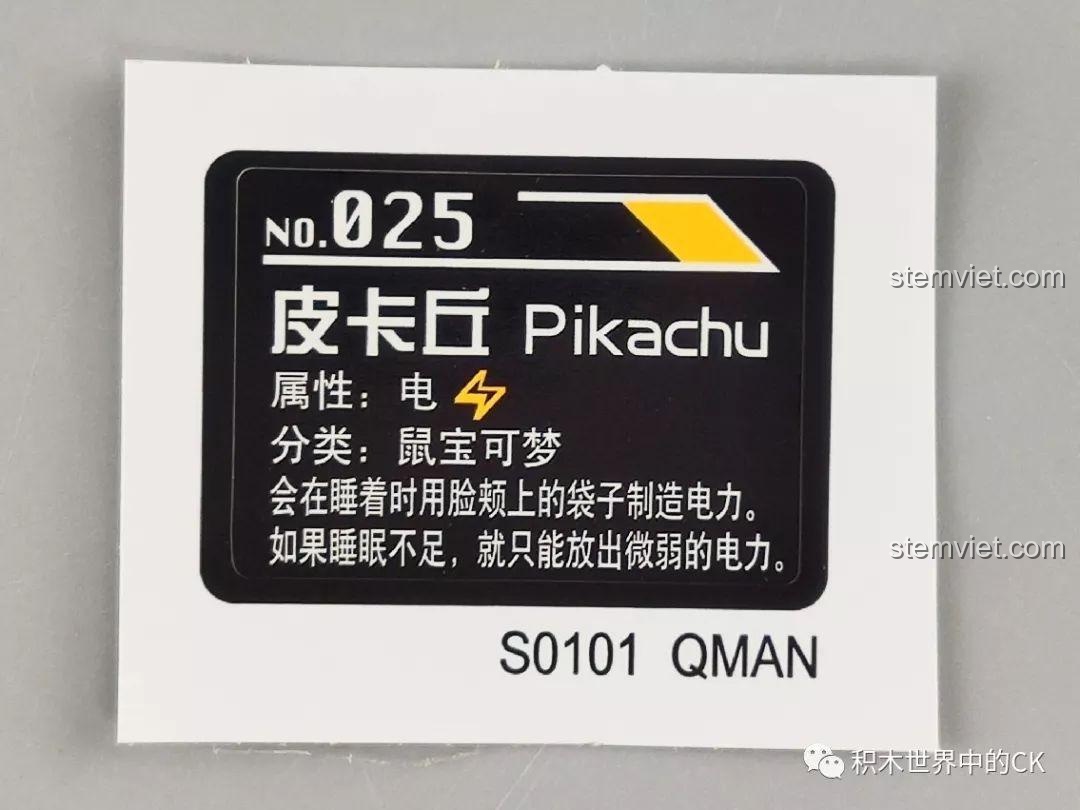 NO.025
皮卡丘 Pikachu
属性：电
分类：鼠宝可梦
会在睡着时用脸颊上的袋子制造电力。
如果睡眠不足，就只能放出微弱的电力。
S0101 QMAN
stemviet.com
stemviet.com
积木世界中的CK